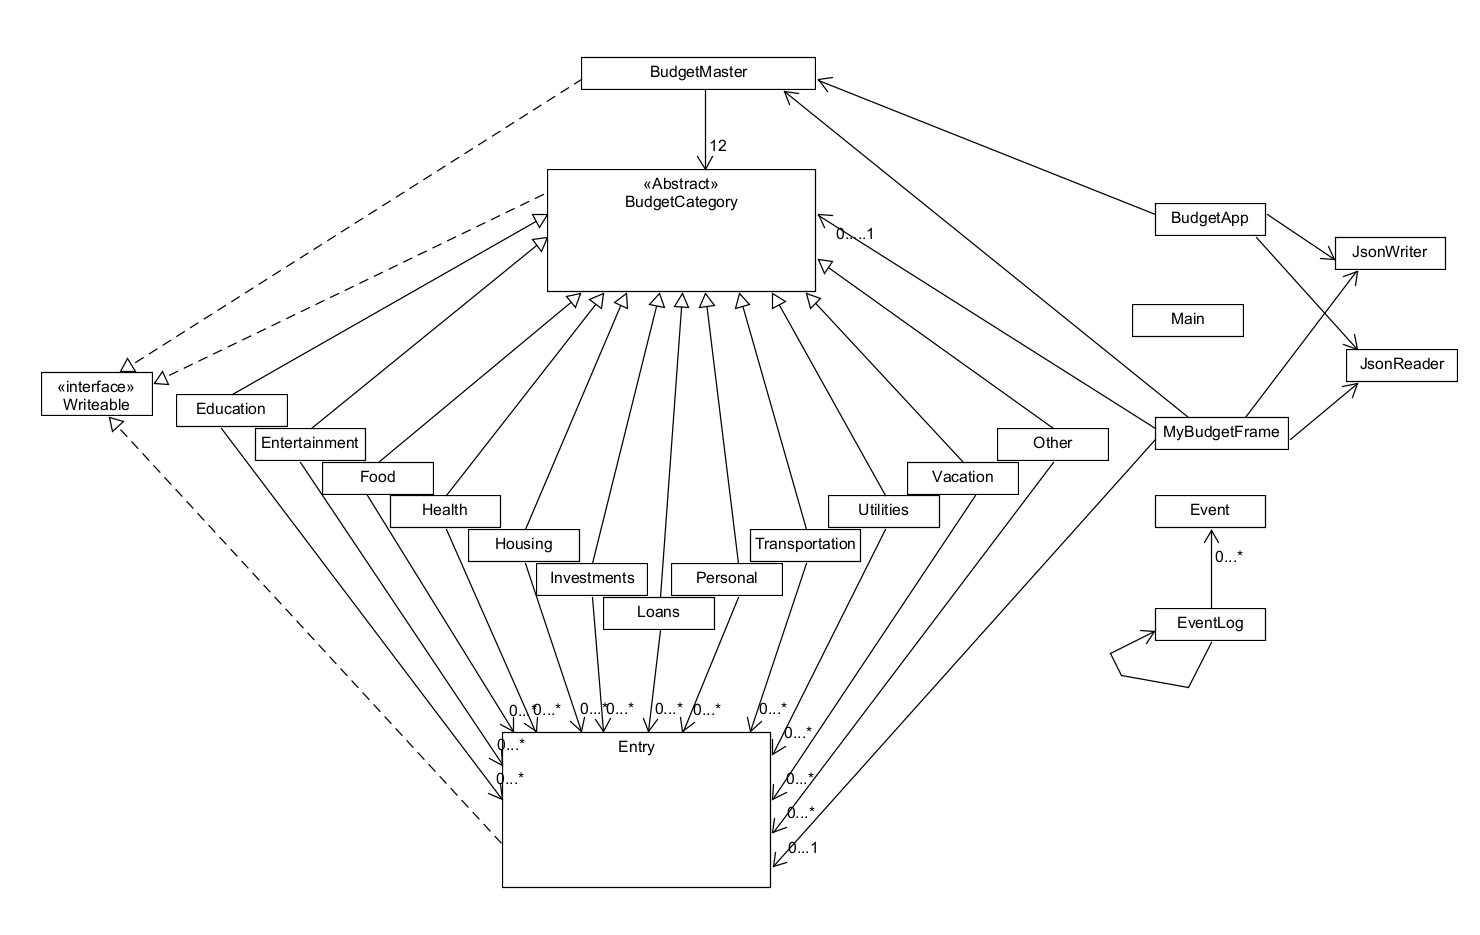 BudgetMaster
12
«Abstract»
BudgetCategory
0.....1
BudgetApp
JsonWriter
Main
JsonReader
«interface»
Writeable
Education
Entertainment
Food
Health
Housing
Investments
Loans
Personal
Transportation
Utilities
Vacation
Other
MyBudgetFrame
Event
0...*
EventLog
0...*
0...*
0...*
0...*
0...*
0...*
0...*
0...*
0...*
0...*
0...*
0...*
0...1
Entry